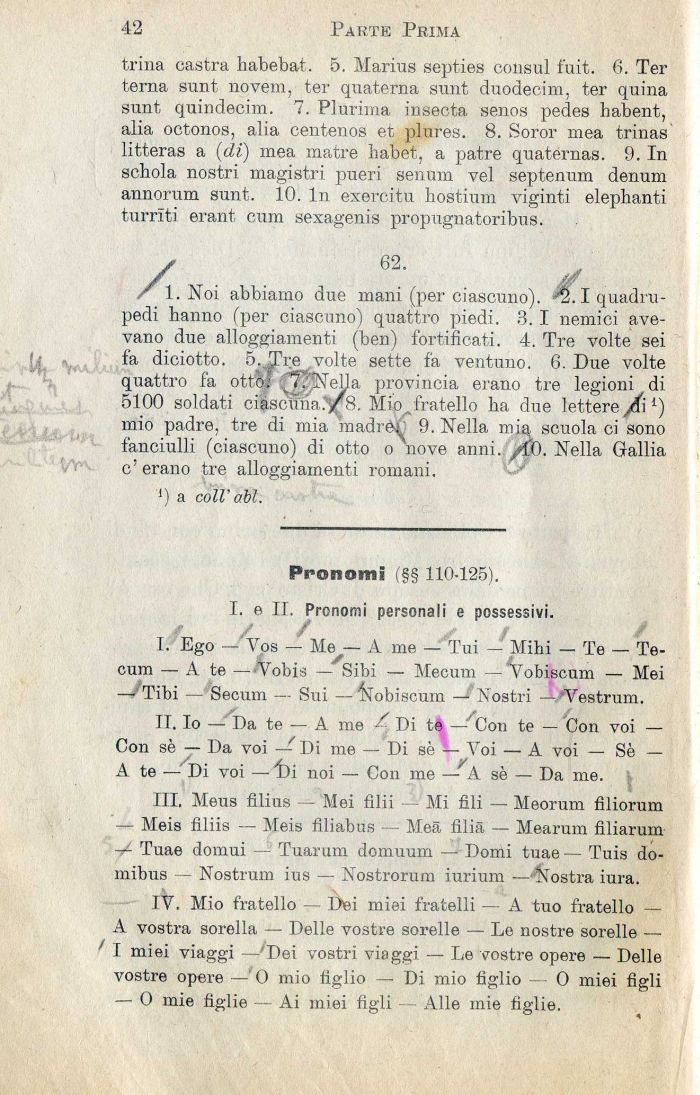 42 PARTE PRIMA
trina castra habebat. 5. Marius septies consul fuit. 6. Ter
terna sunt novem, ter quaterna sunt duodecim, ter quina
sunt quindecim. 7. Plurima insecta senos pedes habent,
alia octonos, alia centenos et plures. 8. Soror mea trinas
litteras a (di) mea matre habet, a patre quaternas. 9. In
schola nostri magistri pueri senum vel septenum denum
annorum sunt. 10. In exercitu hostium viginti elephanti
turrīti erant cum sexagenis propugnatoribus.
62.
1. Noi abbiamo due mani (per ciascuno). 2. I quadru-
pedi hanno (per ciascuno) quattro piedi. 3. I nemici ave-
vano due alloggiamenti (ben) fortificati. 4. Tre volte sei
fa diciotto. 5. Tre volte sette fa ventuno. 6. Due volte
quattro fa otto. 7. Nella provincia erano tre legioni di
5100 soldati ciascuna. 8. Mio fratello ha due lettere di ¹)
mio padre, tre di mia madre. 9. Nella mia scuola ci sono
fanciulli (ciascuno) di otto o nove anni. 10. Nella Gallia
c'erano tre alloggiamenti romani.
¹) a coll'abl.
Pronomi (§§ 110-125).
I. e II. Pronomi personali e possessivi.
I. Ego — Vos — Me — A me — Tui — Mihi — Te — Te-
cum — A te — Vobis — Sibi — Mecum — Vobiscum — Mei
— Tibi — Secum — Sui — Nobiscum — Nostri — Vestrum.
II. Io — Da te — A me — Di te — Con te — Con voi —
Con sè — Da voi — Di me — Di sè — Voi — A voi — Sè —
A te — Di voi — Di noi — Con me — A sè — Da me.
III. Meus filius — Mei filii — Mi fili — Meorum filiorum
— Meis filiis — Meis filiabus — Meā filiā — Mearum filiarum
— Tuae domui — Tuarum domuum — Domi tuae — Tuis do-
mibus — Nostrum ius — Nostrorum iurium — Nostra iura.
IV. Mio fratello — Dei miei fratelli — A tuo fratello —
A vostra sorella — Delle vostre sorelle — Le nostre sorelle —
I miei viaggi — Dei vostri viaggi — Le vostre opere — Delle
vostre opere — O mio figlio — Di mio figlio — O miei figli
— O mie figlie — Ai miei figli — Alle mie figlie.